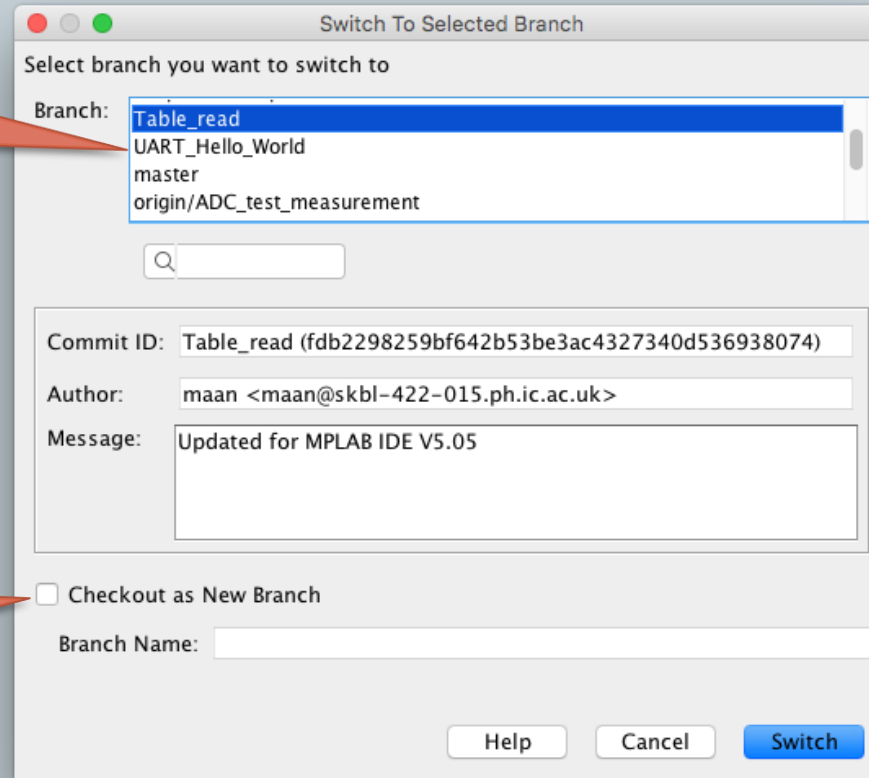 Switch To Selected Branch
Select branch you want to switch to
Branch:
Table_read
UART_Hello_World
master
origin/ADC_test_measurement
Commit ID: Table_read (fdb2298259bf642b53be3ac4327340d536938074)
Author: maan <maan@skbl-422-015.ph.ic.ac.uk>
Message: Updated for MPLAB IDE V5.05
Checkout as New Branch
Branch Name:
Help Cancel Switch